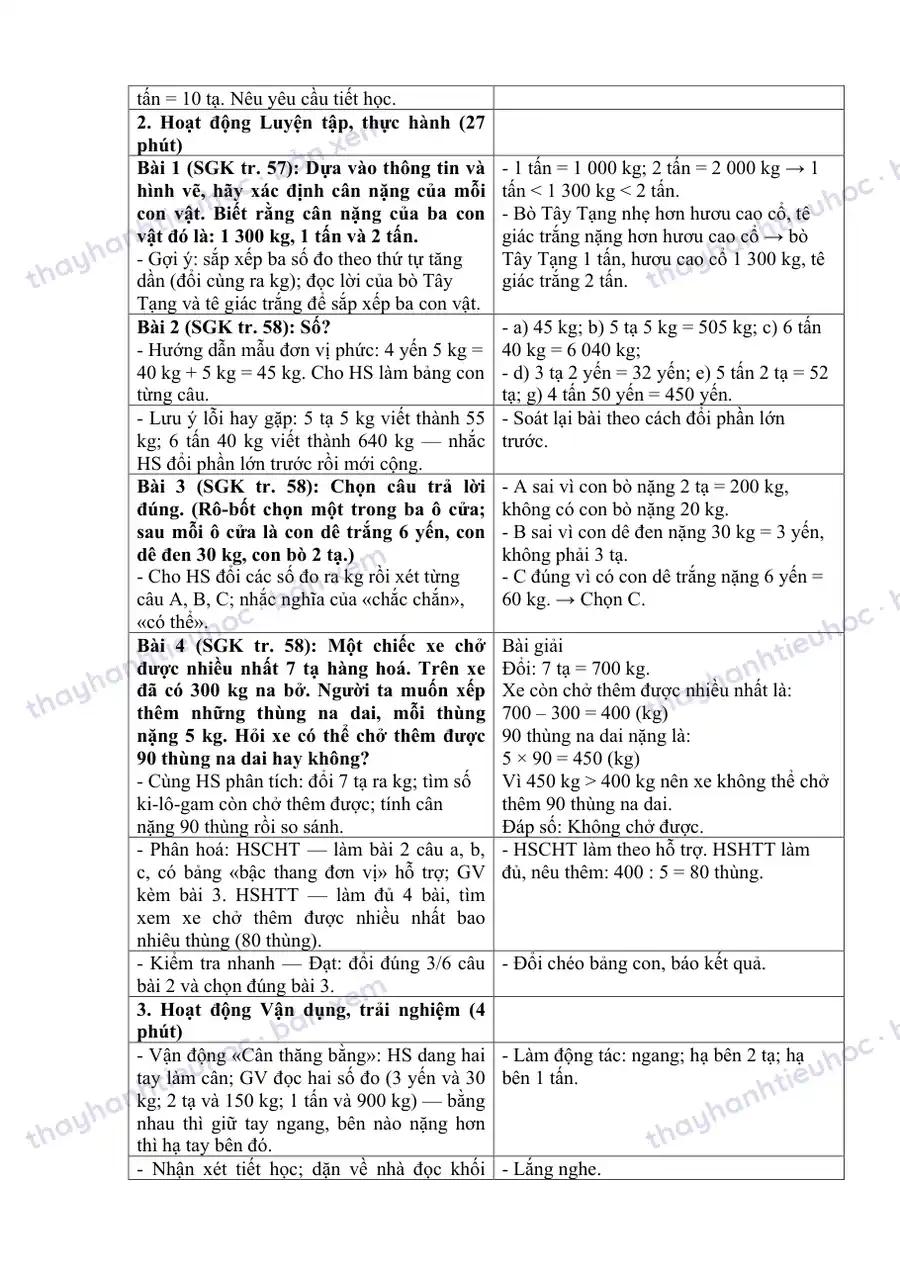 tấn = 10 tạ. Nêu yêu cầu tiết học.
2. Hoạt động Luyện tập, thực hành (27
phút)
Bài 1 (SGK tr. 57): Dựa vào thông tin và
hình vẽ, hãy xác định cân nặng của mỗi
con vật. Biết rằng cân nặng của ba con
vật đó là: 1 300 kg, 1 tấn và 2 tấn.
- Gợi ý: sắp xếp ba số đo theo thứ tự tăng
dần (đổi cùng ra kg); đọc lời của bò Tây
Tạng và tê giác trắng để sắp xếp ba con vật.
- 1 tấn = 1 000 kg; 2 tấn = 2 000 kg → 1
tấn < 1 300 kg < 2 tấn.
- Bò Tây Tạng nhẹ hơn hươu cao cổ, tê
giác trắng nặng hơn hươu cao cổ → bò
Tây Tạng 1 tấn, hươu cao cổ 1 300 kg, tê
giác trắng 2 tấn.
Bài 2 (SGK tr. 58): Số?
- Hướng dẫn mẫu đơn vị phức: 4 yến 5 kg =
40 kg + 5 kg = 45 kg. Cho HS làm bảng con
từng câu.
- a) 45 kg; b) 5 tạ 5 kg = 505 kg; c) 6 tấn
40 kg = 6 040 kg;
- d) 3 tạ 2 yến = 32 yến; e) 5 tấn 2 tạ = 52
tạ; g) 4 tấn 50 yến = 450 yến.
- Lưu ý lỗi hay gặp: 5 tạ 5 kg viết thành 55
kg; 6 tấn 40 kg viết thành 640 kg — nhắc
HS đổi phần lớn trước rồi mới cộng.
- Soát lại bài theo cách đổi phần lớn
trước.
Bài 3 (SGK tr. 58): Chọn câu trả lời
đúng. (Rô-bốt chọn một trong ba ô cửa;
sau mỗi ô cửa là con dê trắng 6 yến, con
dê đen 30 kg, con bò 2 tạ.)
- Cho HS đổi các số đo ra kg rồi xét từng
câu A, B, C; nhắc nghĩa của «chắc chắn»,
«có thể».
- A sai vì con bò nặng 2 tạ = 200 kg,
không có con bò nặng 20 kg.
- B sai vì con dê đen nặng 30 kg = 3 yến,
không phải 3 tạ.
- C đúng vì có con dê trắng nặng 6 yến =
60 kg. → Chọn C.
Bài 4 (SGK tr. 58): Một chiếc xe chở
được nhiều nhất 7 tạ hàng hoá. Trên xe
đã có 300 kg na bở. Người ta muốn xếp
thêm những thùng na dai, mỗi thùng
nặng 5 kg. Hỏi xe có thể chở thêm được
90 thùng na dai hay không?
- Cùng HS phân tích: đổi 7 tạ ra kg; tìm số
ki-lô-gam còn chở thêm được; tính cân
nặng 90 thùng rồi so sánh.
Bài giải
Đổi: 7 tạ = 700 kg.
Xe còn chở thêm được nhiều nhất là:
700 – 300 = 400 (kg)
90 thùng na dai nặng là:
5 × 90 = 450 (kg)
Vì 450 kg > 400 kg nên xe không thể chở
thêm 90 thùng na dai.
Đáp số: Không chở được.
- Phân hoá: HSCHT — làm bài 2 câu a, b,
c, có bảng «bậc thang đơn vị» hỗ trợ; GV
kèm bài 3. HSHTT — làm đủ 4 bài, tìm
xem xe chở thêm được nhiều nhất bao
nhiêu thùng (80 thùng).
- HSCHT làm theo hỗ trợ. HSHTT làm
đủ, nêu thêm: 400 : 5 = 80 thùng.
- Kiểm tra nhanh — Đạt: đổi đúng 3/6 câu
bài 2 và chọn đúng bài 3.
- Đổi chéo bảng con, báo kết quả.
3. Hoạt động Vận dụng, trải nghiệm (4
phút)
- Vận động «Cân thăng bằng»: HS dang hai
tay làm cân; GV đọc hai số đo (3 yến và 30
kg; 2 tạ và 150 kg; 1 tấn và 900 kg) — bằng
nhau thì giữ tay ngang, bên nào nặng hơn
thì hạ tay bên đó.
- Làm động tác: ngang; hạ bên 2 tạ; hạ
bên 1 tấn.
- Nhận xét tiết học; dặn về nhà đọc khối
- Lắng nghe.
thayhanhtieuhoc · bản xem
thayhanhtieuhoc · b
thayhanhtieuhoc · bản xem
thayhanhtieuhoc · b
thayhanhtieuhoc · bản xem
thayhanhtieuhoc · b